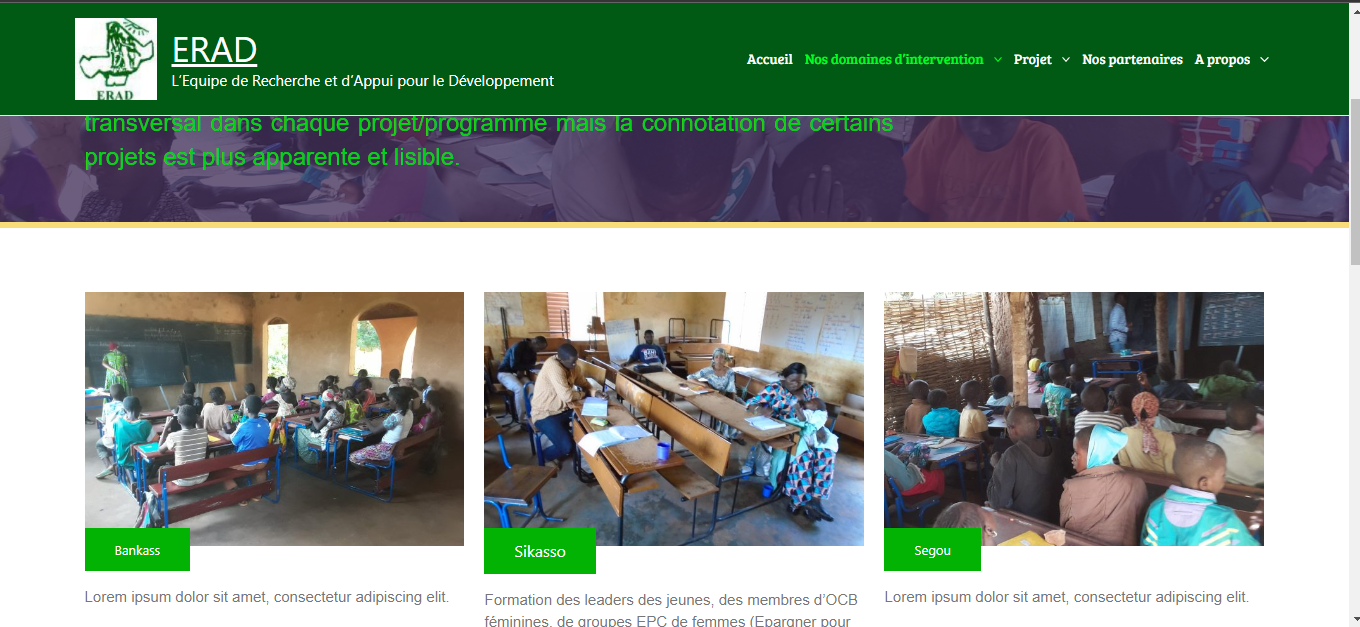 ERAD
ERAD
L'Equipe de Recherche et d'Appui pour le Développement
Accueil
Nos domaines d'intervention
Projet
Nos partenaires
A propos
transversal dans chaque projet/programme mais la connotation de certains
projets est plus apparente et lisible.
Bankass
Sikasso
Segou
Lorem ipsum dolor sit amet, consectetur adipiscing elit.
Formation des leaders des jeunes, des membres d'OCB
féminines, de groupes EPC de femmes (Epargner pour
Lorem ipsum dolor sit amet, consectetur adipiscing elit.